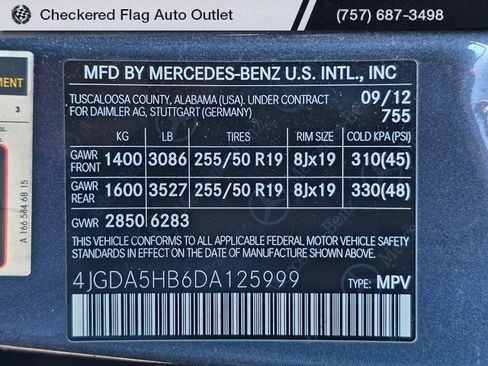 Checkered Flag Auto Outlet
(757) 687-3498
MENT
3
A 166 584 68 15
MFD BY MERCEDES-BENZ U.S. INTL., INC
TUSCALOOSA COUNTY, ALABAMA (USA). UNDER CONTRACT
FOR DAIMLER AG, STUTTGART (GERMANY)
09/12
755
KG LB TIRES RIM SIZE COLD KPA(PSI)
GAWR FRONT 1400 3086 255/50 R19 8Jx19 310(45)
GAWR REAR 1600 3527 255/50 R19 8Jx19 330(48)
GVWR 2850 6283
THIS VEHICLE CONFORMS TO ALL APPLICABLE FEDERAL MOTOR VEHICLE SAFETY
STANDARDS IN EFFECT ON THE DATE OF MANUFACTURE SHOWN ABOVE.
4JGDA5HB6DA125999
TYPE: MPV